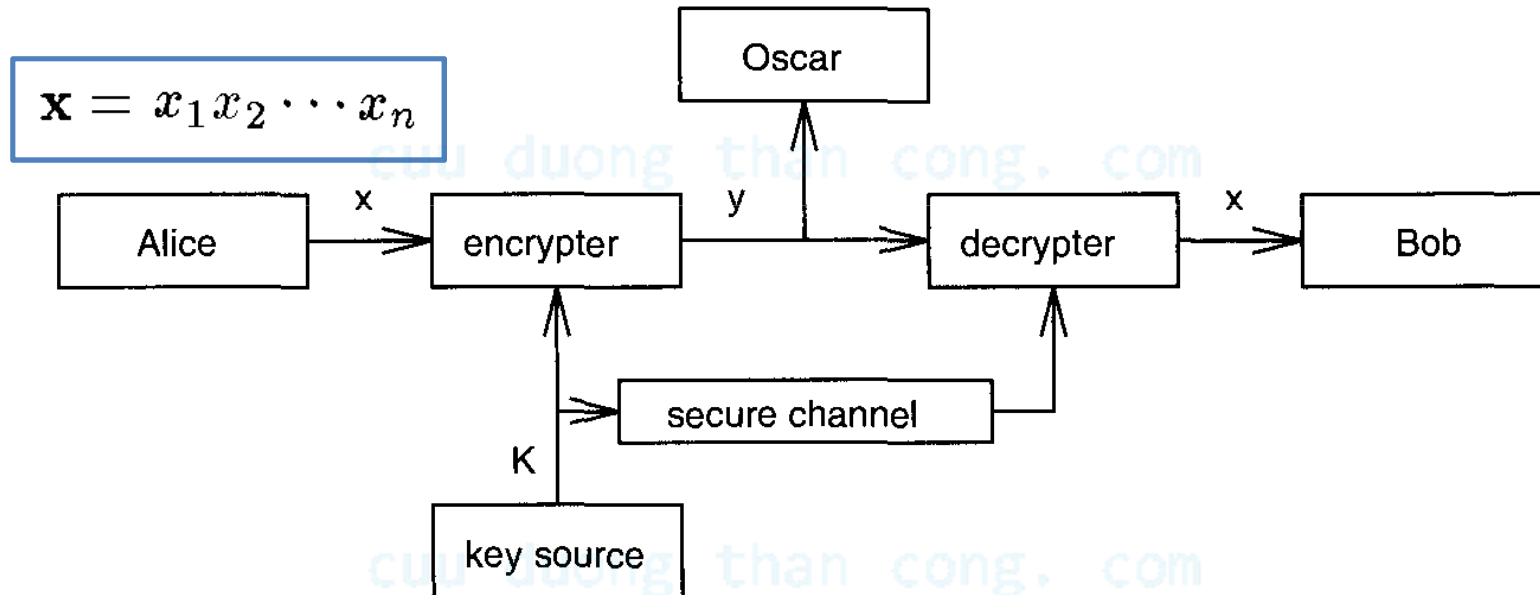 Oscar
𝐱 = x₁x₂ ⋯ xₙ
cuu duong than cong. com
x
y
x
Alice
encrypter
decrypter
Bob
secure channel
K
key source
cuu duong than cong. com